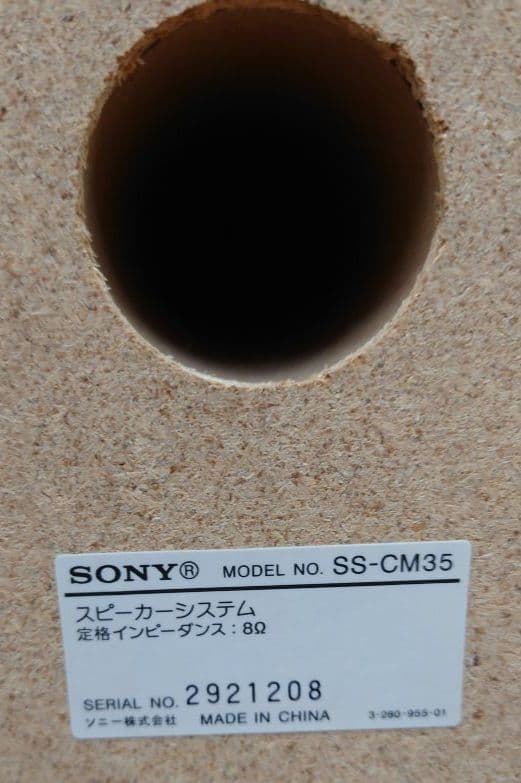 SONY® MODEL NO. SS-CM35
スピーカーシステム
定格インピーダンス：8Ω
SERIAL NO. 2921208
ソニー株式会社 MADE IN CHINA 3-260-955-01